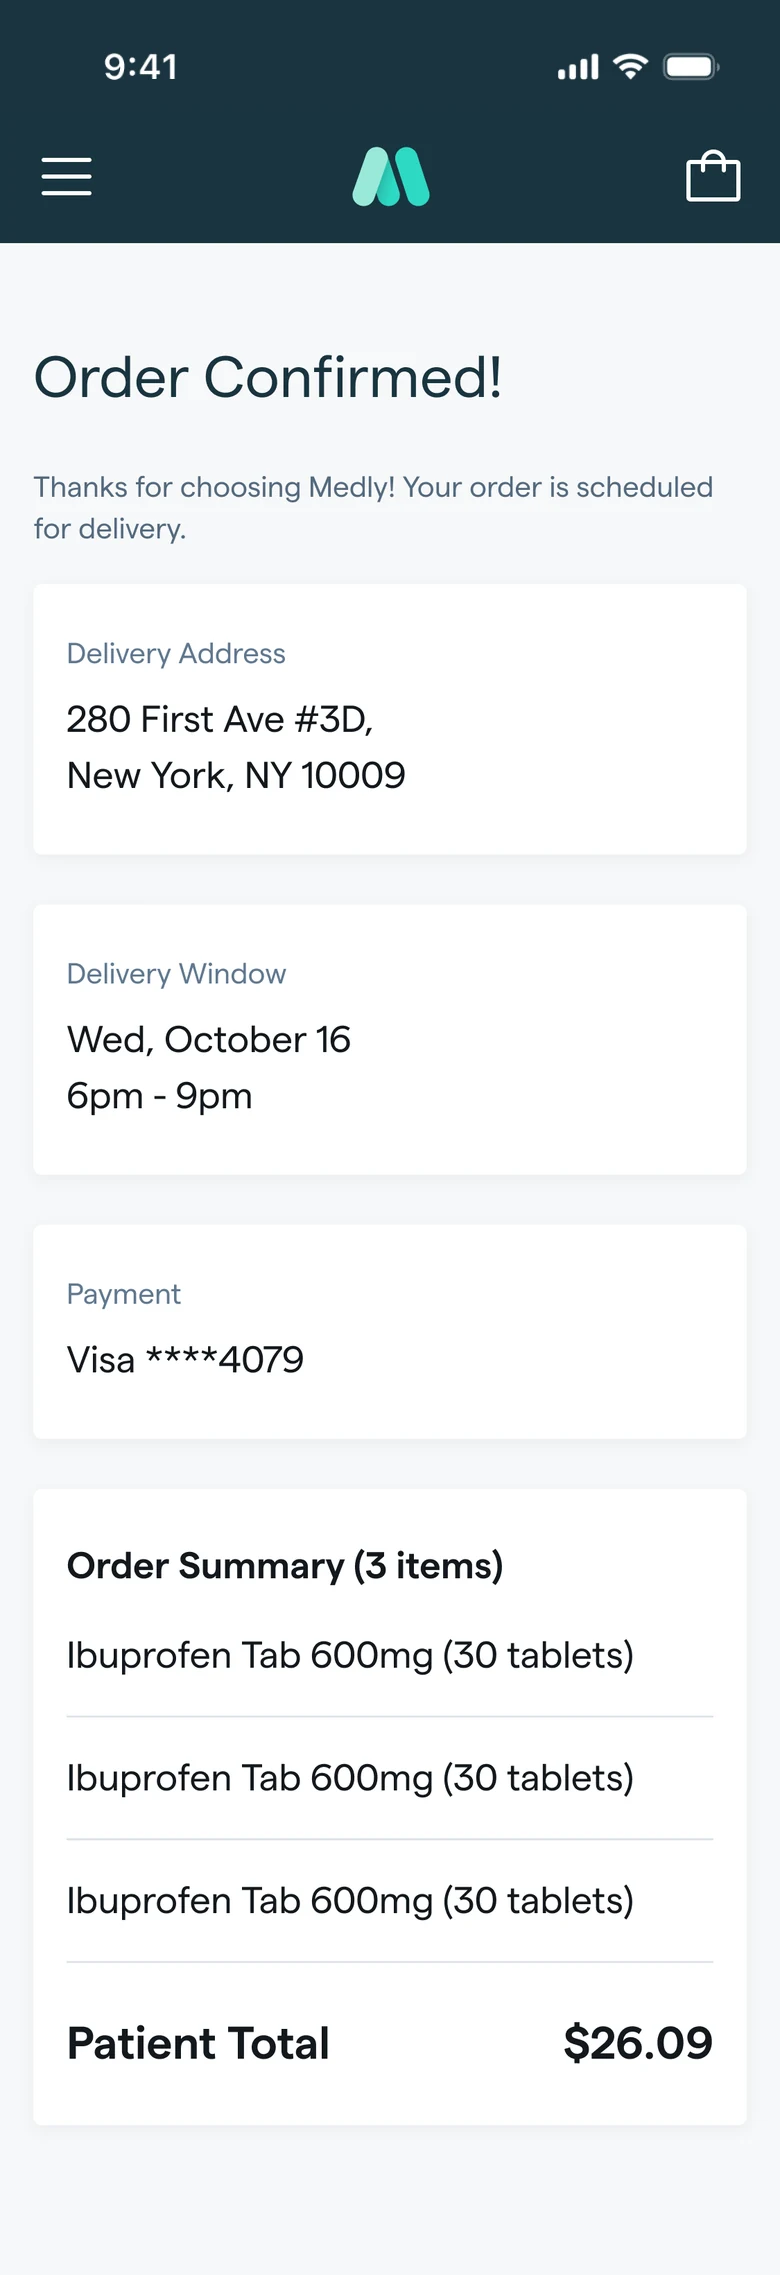 9:41
Order Confirmed!
Thanks for choosing Medly! Your order is scheduled
for delivery.
Delivery Address
280 First Ave #3D,
New York, NY 10009
Delivery Window
Wed, October 16
6pm - 9pm
Payment
Visa ****4079
Order Summary (3 items)
Ibuprofen Tab 600mg (30 tablets)
Ibuprofen Tab 600mg (30 tablets)
Ibuprofen Tab 600mg (30 tablets)
Patient Total $26.09